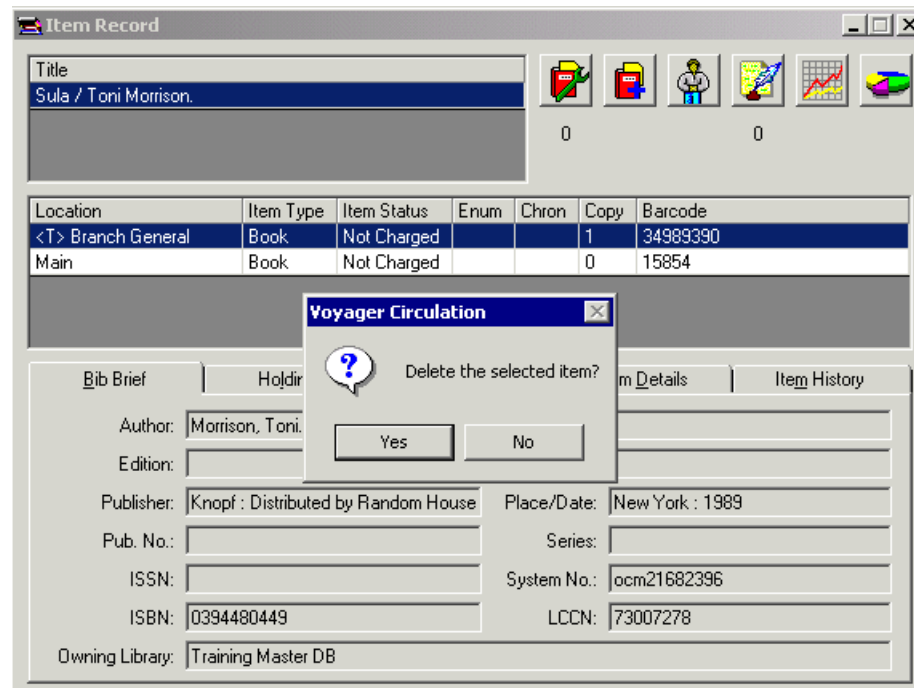 Item Record
Title
Sula / Toni Morrison.
0 0
Location Item Type Item Status Enum Chron Copy Barcode
<T> Branch General Book Not Charged 1 34989390
Main Book Not Charged 0 15854
Voyager Circulation
Delete the selected item?
Yes No
Bib Brief Holdin m Details Item History
Author: Morrison, Toni.
Edition:
Publisher: Knopf : Distributed by Random House Place/Date: New York : 1989
Pub. No.: Series:
ISSN: System No.: ocm21682396
ISBN: 0394480449 LCCN: 73007278
Owning Library: Training Master DB